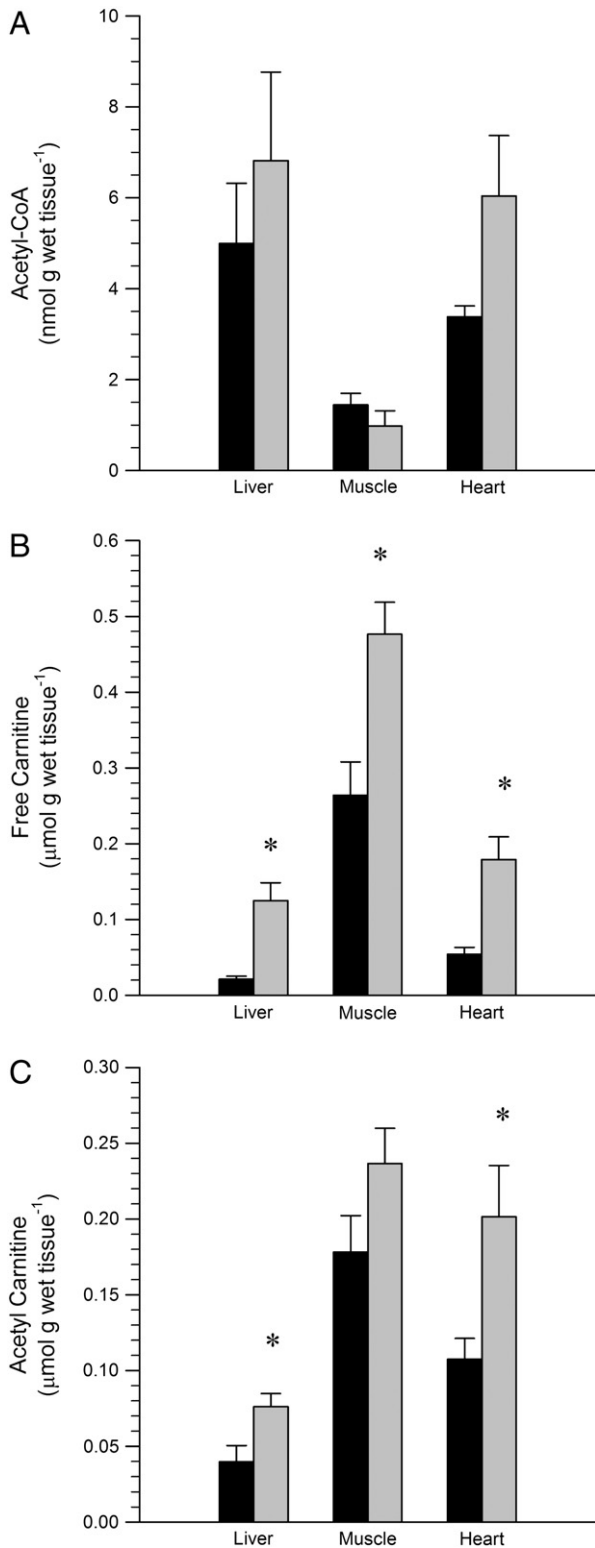 A
Acetyl-CoA
(nmol g wet tissue⁻¹)
10
8
6
4
2
0
Liver Muscle Heart
B
Free Carnitine
(μmol g wet tissue⁻¹)
0.6
0.5
0.4
0.3
0.2
0.1
0.0
*
*
*
Liver Muscle Heart
C
Acetyl Carnitine
(μmol g wet tissue⁻¹)
0.30
0.25
0.20
0.15
0.10
0.05
0.00
*
*
Liver Muscle Heart